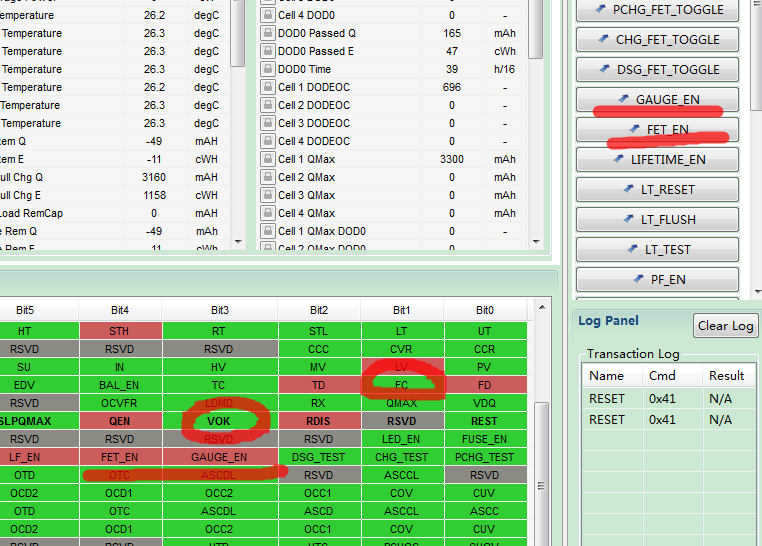 emperature 26.2 degC
Temperature 26.3 degC
Temperature 26.3 degC
Temperature 26.3 degC
Temperature 26.3 degC
Temperature 26.3 degC
Temperature 26.3 degC
Rem Q -49 mAH
em E -11 cWH
ull Chg Q 3160 mAH
ull Chg E 1158 cWH
Load RemCap 0 mAH
e Rem Q -49 mAH
e Rem E -11 cWh
Cell 4 DOD0 0 -
DOD0 Passed Q 165 mAh
DOD0 Passed E 47 cWh
DOD0 Time 39 h/16
Cell 1 DODEOC 696 -
Cell 2 DODEOC 0 -
Cell 3 DODEOC 0 -
Cell 4 DODEOC 0 -
Cell 1 QMax 3300 mAh
Cell 2 QMax 0 mAh
Cell 3 QMax 0 mAh
Cell 4 QMax 0 mAh
Cell 1 QMax DOD0 0 -
Cell 2 QMax DOD0 0 -
PCHG_FET_TOGGLE
CHG_FET_TOGGLE
DSG_FET_TOGGLE
GAUGE_EN
FET_EN
LIFETIME_EN
LT_RESET
LT_FLUSH
LT_TEST
PF_EN
Bit5 Bit4 Bit3 Bit2 Bit1 Bit0
HT STH RT STL LT UT
RSVD RSVD RSVD CCC CVR CCR
SU IN HV MV LV PV
EDV BAL_EN TC TD FC FD
RSVD OCVFR LDMD RX QMAX VDQ
SLPQMAX QEN VOK RDIS RSVD REST
RSVD RSVD RSVD RSVD LED_EN FUSE_EN
LF_EN FET_EN GAUGE_EN DSG_TEST CHG_TEST PCHG_TEST
OTD OTC ASCDL RSVD ASCCL RSVD
OCD2 OCD1 OCC2 OCC1 COV CUV
OTD OTC ASCDL ASCD ASCCL ASCC
OCD2 OCD1 OCC2 OCC1 COV CUV
RSVD RSVD
Log Panel
Clear Log
Transaction Log
Name Cmd Result
RESET 0x41 N/A
RESET 0x41 N/A